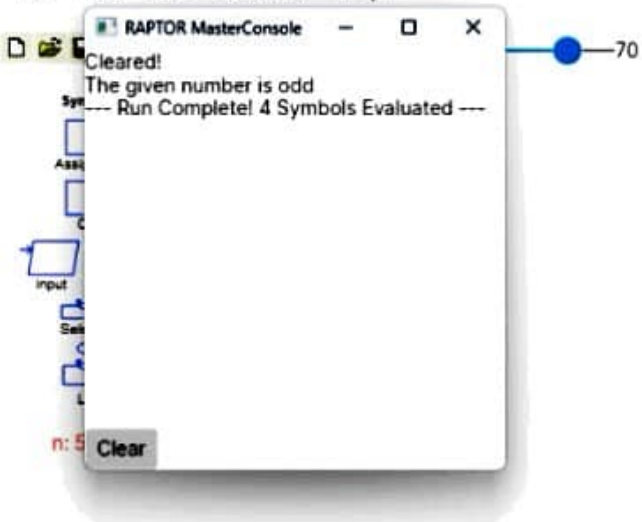 RAPTOR MasterConsole
70
Cleared!
The given number is odd
--- Run Complete! 4 Symbols Evaluated ---
Input
n: 5
Clear